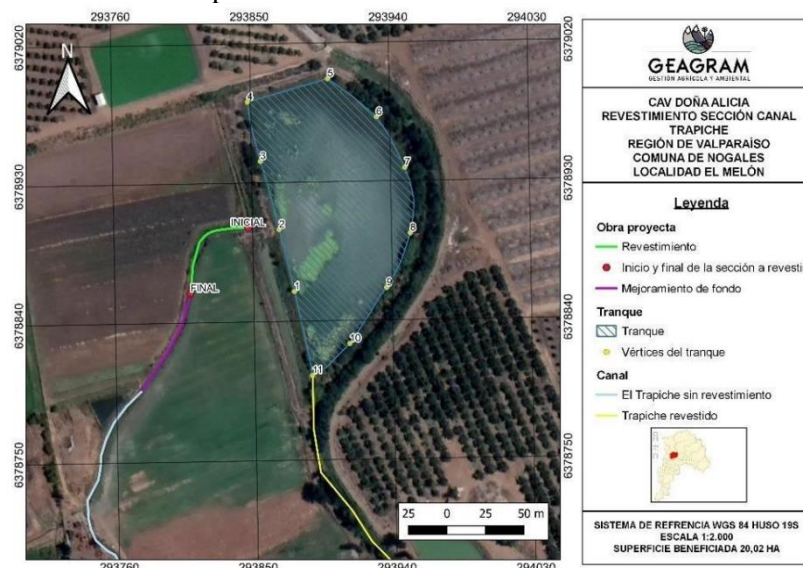 293760 293850 293940 294030
6379020
6378930
6378840
6378750
N
4
5
6
3
7
INICIAL
2
8
FINAL
1
9
10
11
25 0 25 50 m
293760 293850 293940 294030
6379020
6378930
6378840
6378750
GEAGRAM
GESTIÓN AGRÍCOLA Y AMBIENTAL
CAV DOÑA ALICIA
REVESTIMIENTO SECCIÓN CANAL
TRAPICHE
REGIÓN DE VALPARAÍSO
COMUNA DE NOGALES
LOCALIDAD EL MELÓN
Leyenda
Obra proyecta
Revestimiento
Inicio y final de la sección a revesti
Mejoramiento de fondo
Tranque
Tranque
Vértices del tranque
Canal
El Trapiche sin revestimiento
Trapiche revestido
SISTEMA DE REFRENCIA WGS 84 HUSO 19S
ESCALA 1:2.000
SUPERFICIE BENEFICIADA 20,02 HA